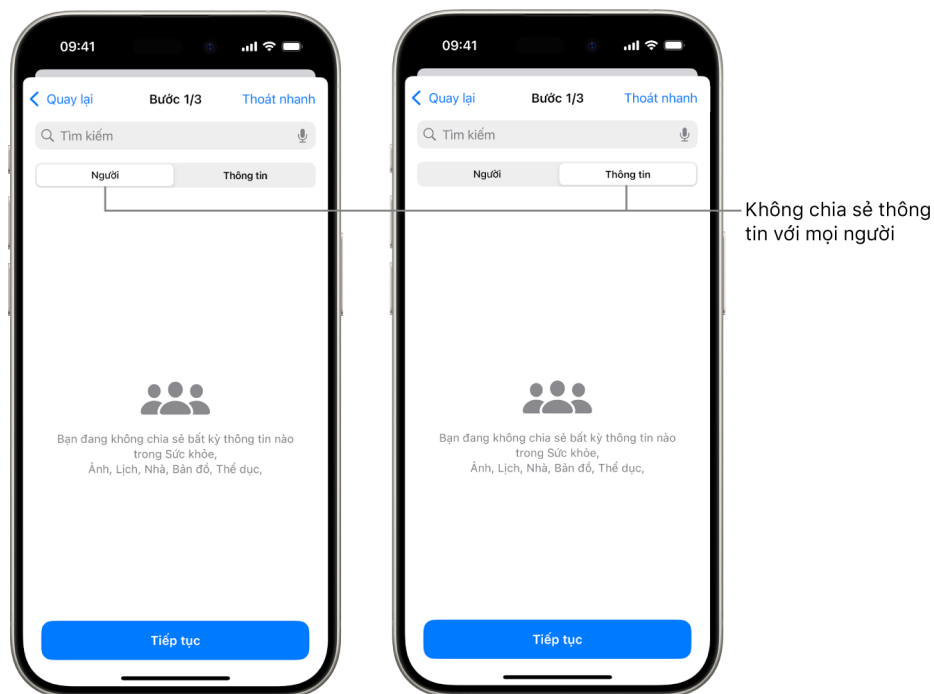 09:41
Quay lại
Bước 1/3
Thoát nhanh
Tìm kiếm
Người
Thông tin
Bạn đang không chia sẻ bất kỳ thông tin nào
trong Sức khỏe,
Ảnh, Lịch, Nhà, Bản đồ, Thể dục,
Tiếp tục
09:41
Quay lại
Bước 1/3
Thoát nhanh
Tìm kiếm
Người
Thông tin
Bạn đang không chia sẻ bất kỳ thông tin nào
trong Sức khỏe,
Ảnh, Lịch, Nhà, Bản đồ, Thể dục,
Tiếp tục
Không chia sẻ thông
tin với mọi người